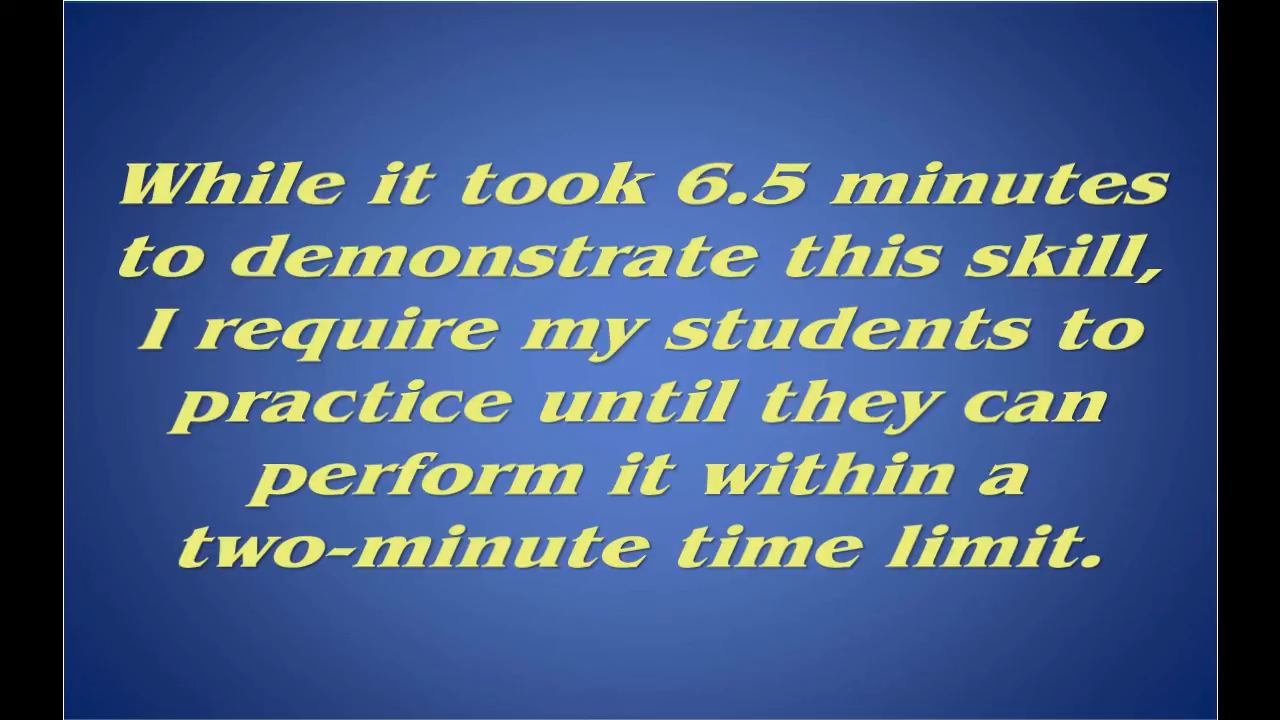 While it took 6.5 minutes
to demonstrate this skill,
I require my students to
practice until they can
perform it within a
two-minute time limit.